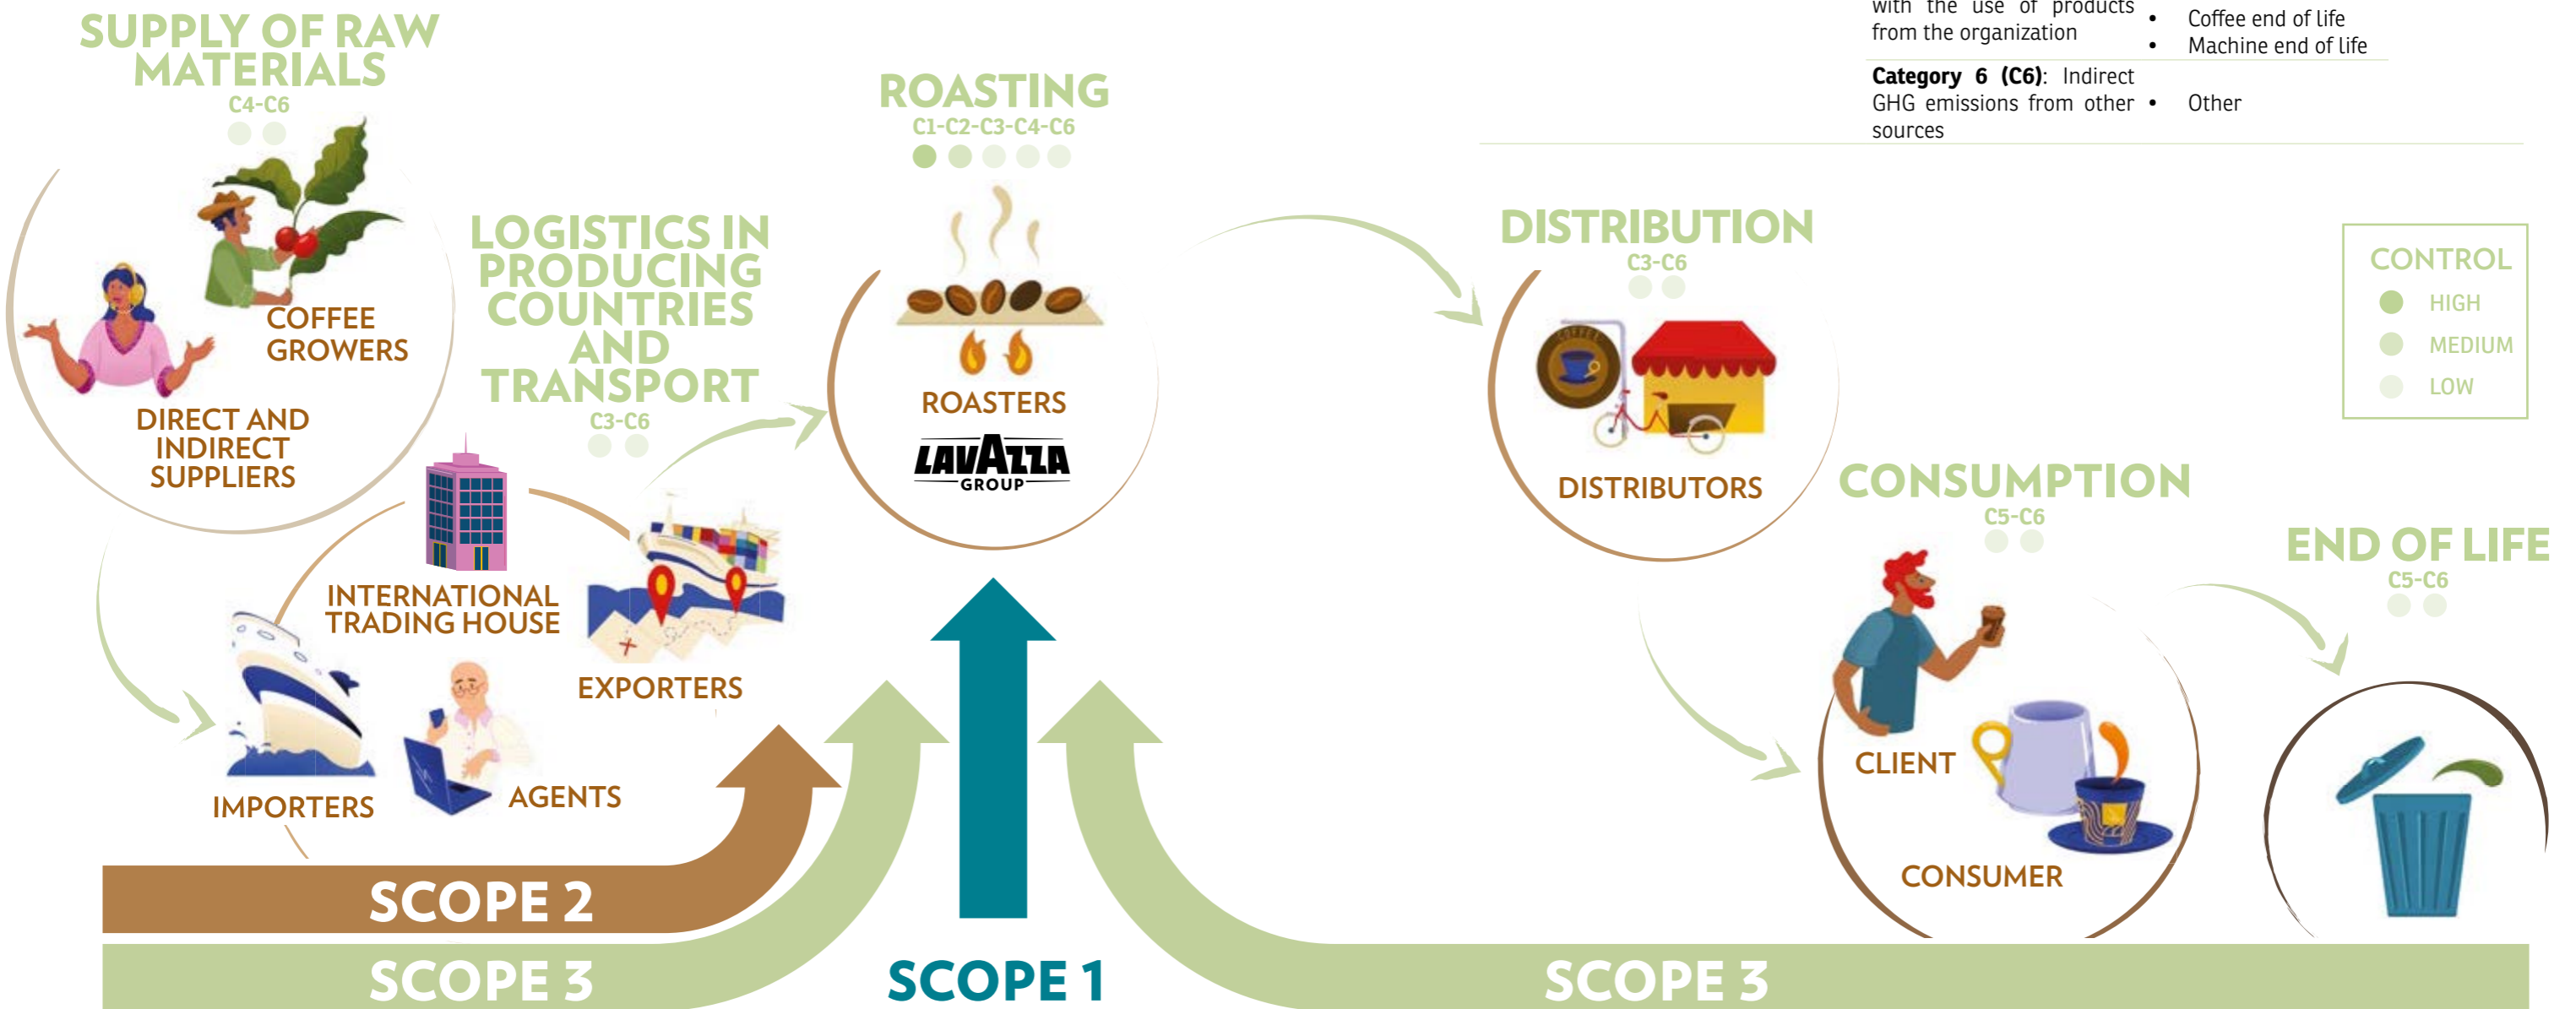 with the use of products
from the organization
• Coffee end of life
• Machine end of life
Category 6 (C6): Indirect
GHG emissions from other
sources
• Other
SUPPLY OF RAW
MATERIALS
C4-C6
COFFEE
GROWERS
DIRECT AND
INDIRECT
SUPPLIERS
LOGISTICS IN
PRODUCING
COUNTRIES
AND
TRANSPORT
C3-C6
INTERNATIONAL
TRADING HOUSE
EXPORTERS
IMPORTERS
AGENTS
ROASTING
C1-C2-C3-C4-C6
ROASTERS
LAVAZZA
GROUP
DISTRIBUTION
C3-C6
COFFEE
DISTRIBUTORS
CONTROL
HIGH
MEDIUM
LOW
CONSUMPTION
C5-C6
CLIENT
CONSUMER
END OF LIFE
C5-C6
SCOPE 2
SCOPE 3
SCOPE 1
SCOPE 3